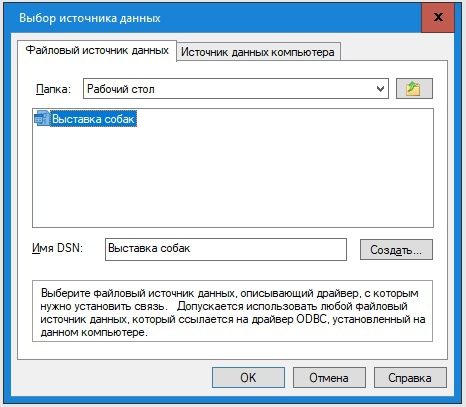 Выбор источника данных
x
Файловый источник данных
Источник данных компьютера
Папка:
Рабочий стол
Выставка собак
Имя DSN:
Выставка собак
Создать...
Выберите файловый источник данных, описывающий драйвер, с которым
нужно установить связь. Допускается использовать любой файловый
источник данных, который ссылается на драйвер ODBC, установленный на
данном компьютере.
OK
Отмена
Справка